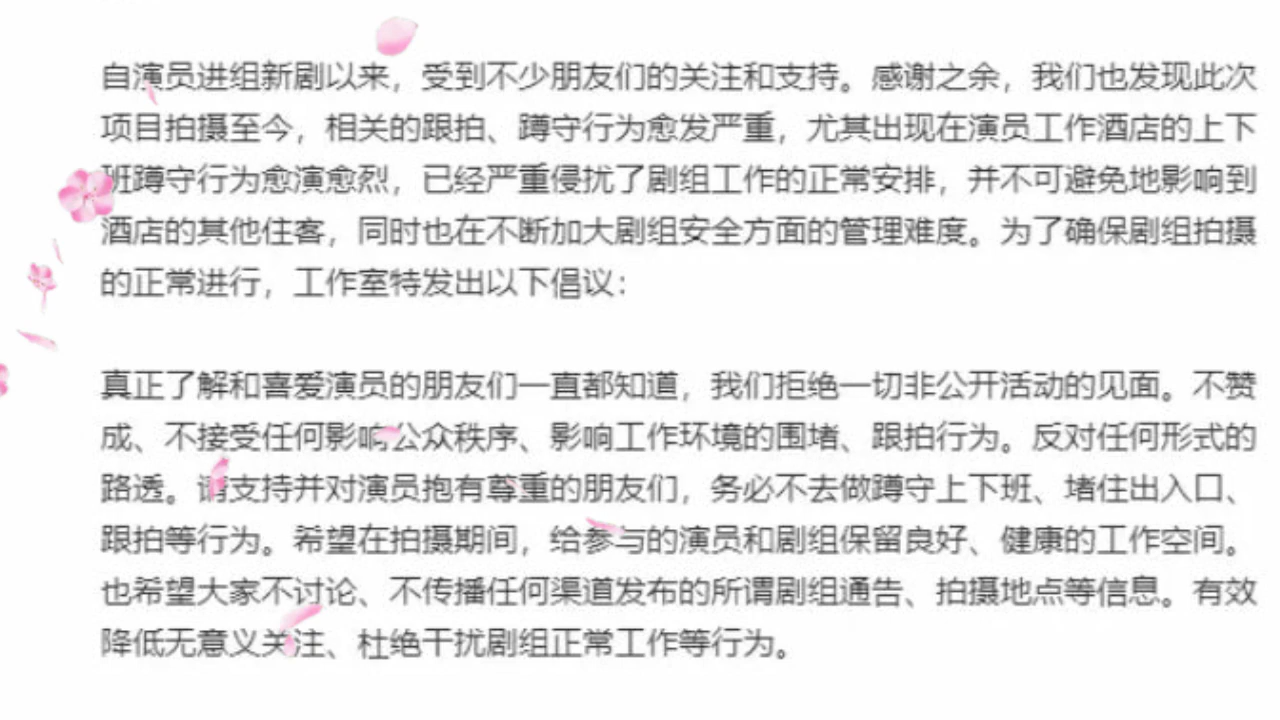 自演员进组新剧以来，受到不少朋友们的关注和支持。感谢之余，我们也发现此次
项目拍摄至今，相关的跟拍、蹲守行为愈发严重，尤其出现在演员工作酒店的上下
班蹲守行为愈演愈烈，已经严重侵扰了剧组工作的正常安排，并不可避免地影响到
酒店的其他住客，同时也在不断加大剧组安全方面的管理难度。为了确保剧组拍摄
的正常进行，工作室特发出以下倡议：
真正了解和喜爱演员的朋友们一直都知道，我们拒绝一切非公开活动的见面。不赞
成、不接受任何影响公众秩序、影响工作环境的围堵、跟拍行为。反对任何形式的
路透。请支持并对演员抱有尊重的朋友们，务必不去做蹲守上下班、堵住出入口、
跟拍等行为。希望在拍摄期间，给参与的演员和剧组保留良好、健康的工作空间。
也希望大家不讨论、不传播任何渠道发布的所谓剧组通告、拍摄地点等信息。有效
降低无意义关注、杜绝干扰剧组正常工作等行为。